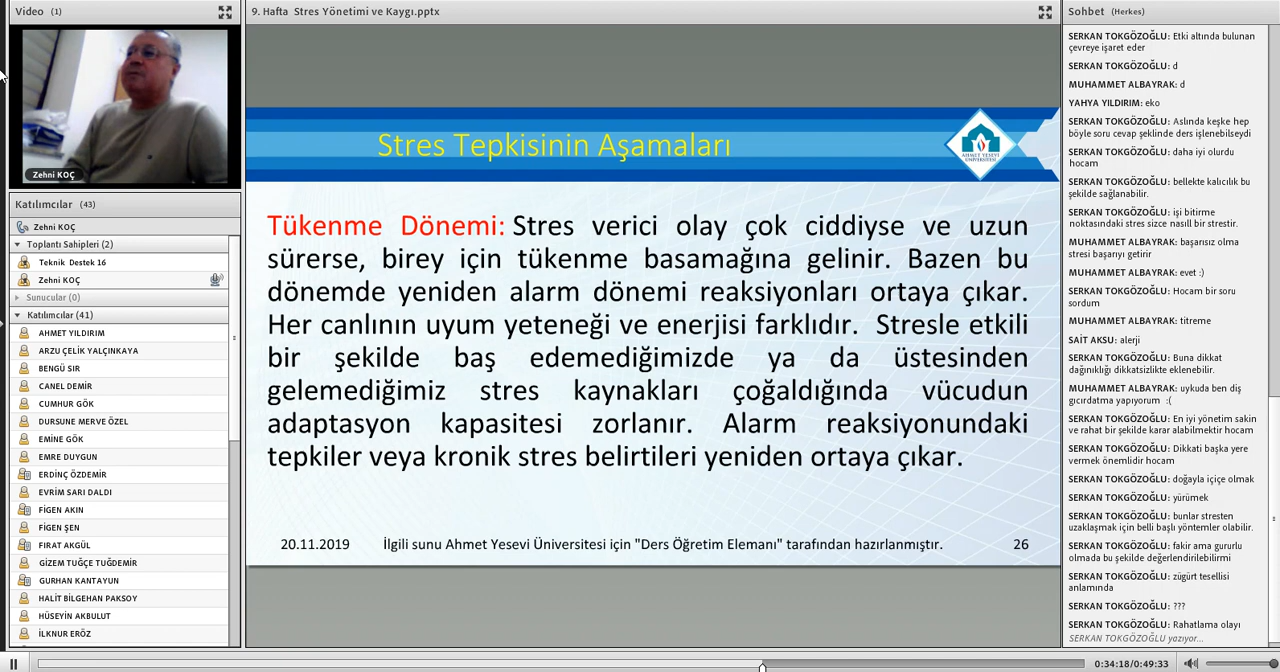 Video (1)
Zehni KOÇ
Katılımcılar (43)
Zehni KOÇ
Toplantı Sahipleri (2)
Teknik Destek 16
Zehni KOÇ
Sunucular (0)
Katılımcılar (41)
AHMET YILDIRIM
ARZU ÇELİK YALÇINKAYA
BENGÜ SIR
CANEL DEMİR
CUMHUR GÖK
DURSUNE MERVE ÖZEL
EMİNE GÖK
EMRE DUYGUN
ERDİNÇ ÖZDEMİR
EVRİM SARI DALDI
FİGEN AKIN
FİGEN ŞEN
FIRAT AKGÜL
GİZEM TUĞÇE TUĞDEMİR
GURHAN KANTAYUN
HALİT BİLGEHAN PAKSOY
HÜSEYİN AKBULUT
İLKNUR ERÖZ
9. Hafta Stres Yönetimi ve Kaygı.pptx
Stres Tepkisinin Aşamaları
AHMET YESEVİ
ÜNİVERSİTESİ
Tükenme Dönemi: Stres verici olay çok ciddiyse ve uzun
sürerse, birey için tükenme basamağına gelinir. Bazen bu
dönemde yeniden alarm dönemi reaksiyonları ortaya çıkar.
Her canlının uyum yeteneği ve enerjisi farklıdır. Stresle etkili
bir şekilde baş edemediğimizde ya da üstesinden
gelemediğimiz stres kaynakları çoğaldığında vücudun
adaptasyon kapasitesi zorlanır. Alarm reaksiyonundaki
tepkiler veya kronik stres belirtileri yeniden ortaya çıkar.
20.11.2019 İlgili sunu Ahmet Yesevi Üniversitesi için "Ders Öğretim Elemanı" tarafından hazırlanmıştır. 26
Sohbet (Herkes)
SERKAN TOKGÖZOĞLU: Etki altında bulunan
çevreye işaret eder
SERKAN TOKGÖZOĞLU: d
MUHAMMET ALBAYRAK: d
YAHYA YILDIRIM: eko
SERKAN TOKGÖZOĞLU: Aslında keşke hep
böyle soru cevap şeklinde ders işlenebilseydi
SERKAN TOKGÖZOĞLU: daha iyi olurdu
hocam
SERKAN TOKGÖZOĞLU: bellekte kalıcılık bu
şekilde sağlanabilir.
SERKAN TOKGÖZOĞLU: işi bitirme
noktasındaki stres sizce nasıll bir strestir.
MUHAMMET ALBAYRAK: başarısız olma
stresi başarıyı getirir
MUHAMMET ALBAYRAK: evet :)
SERKAN TOKGÖZOĞLU: Hocam bir soru
sordum
MUHAMMET ALBAYRAK: titreme
SAİT AKSU: alerji
SERKAN TOKGÖZOĞLU: Buna dikkat
dağınıklığı dikkatsizlikte eklenebilir.
MUHAMMET ALBAYRAK: uykuda ben diş
gıcırdatma yapıyorum :(
SERKAN TOKGÖZOĞLU: En iyi yönetim sakin
ve rahat bir şekilde karar alabilmektir hocam
SERKAN TOKGÖZOĞLU: Dikkati başka yere
vermek önemlidir hocam
SERKAN TOKGÖZOĞLU: doğayla içiçe olmak
SERKAN TOKGÖZOĞLU: yürümek
SERKAN TOKGÖZOĞLU: bunlar stresten
uzaklaşmak için belli başlı yöntemler olabilir.
SERKAN TOKGÖZOĞLU: fakir ama gururlu
olmada bu şekilde değerlendirilebilirmi
SERKAN TOKGÖZOĞLU: zügürt tesellisi
anlamında
SERKAN TOKGÖZOĞLU: ???
SERKAN TOKGÖZOĞLU: Rahatlama olayı
SERKAN TOKGÖZOĞLU yazıyor...
0:34:18/0:49:33